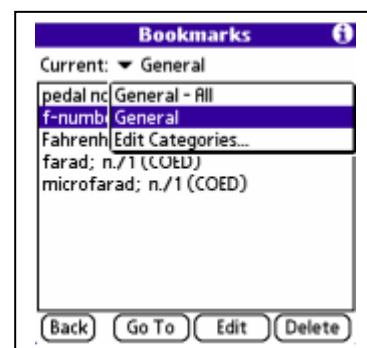 Bookmarks i
Current: General
pedal nc General - All
f-numbe General
Fahrenh Edit Categories...
farad; n./1 (COED)
microfarad; n./1 (COED)
Back Go To Edit Delete